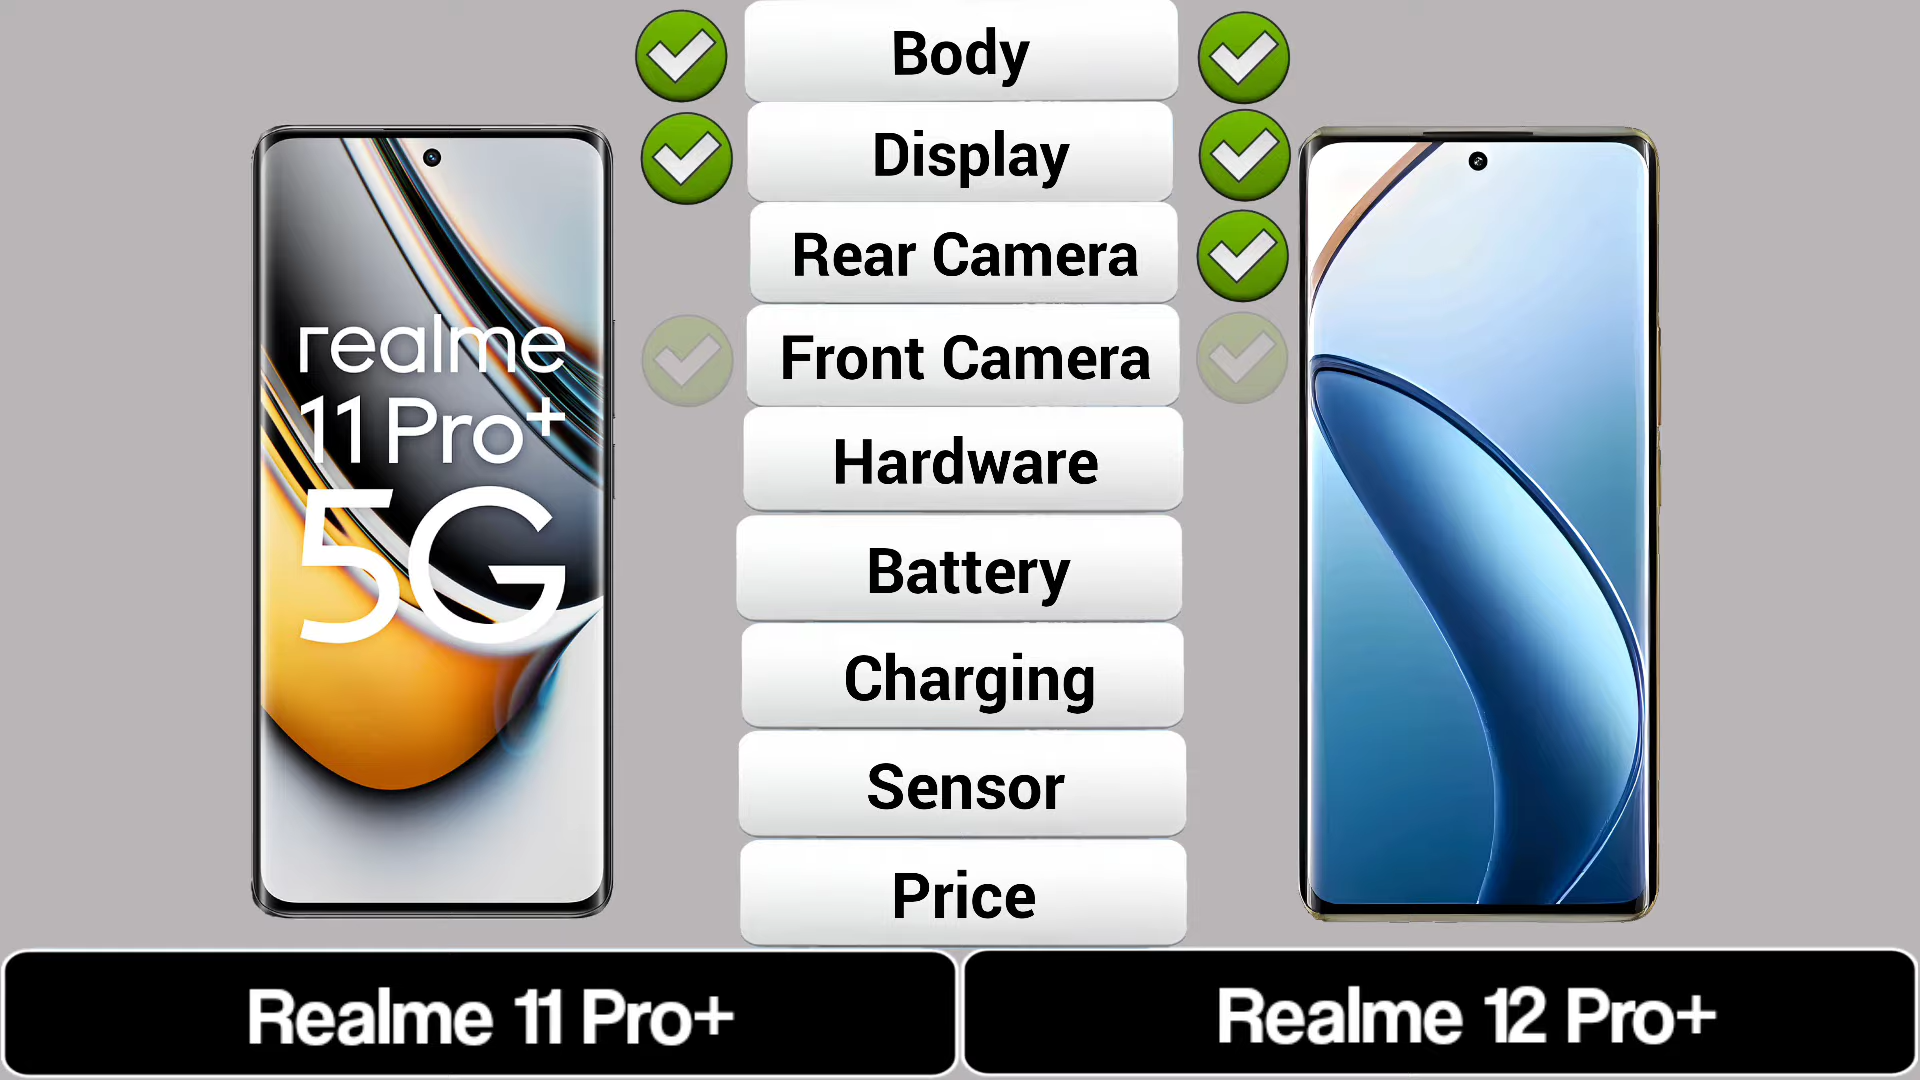 Body
Display
Rear Camera
Front Camera
Hardware
Battery
Charging
Sensor
Price
realme
11 Pro+
5G
Realme 11 Pro+
Realme 12 Pro+